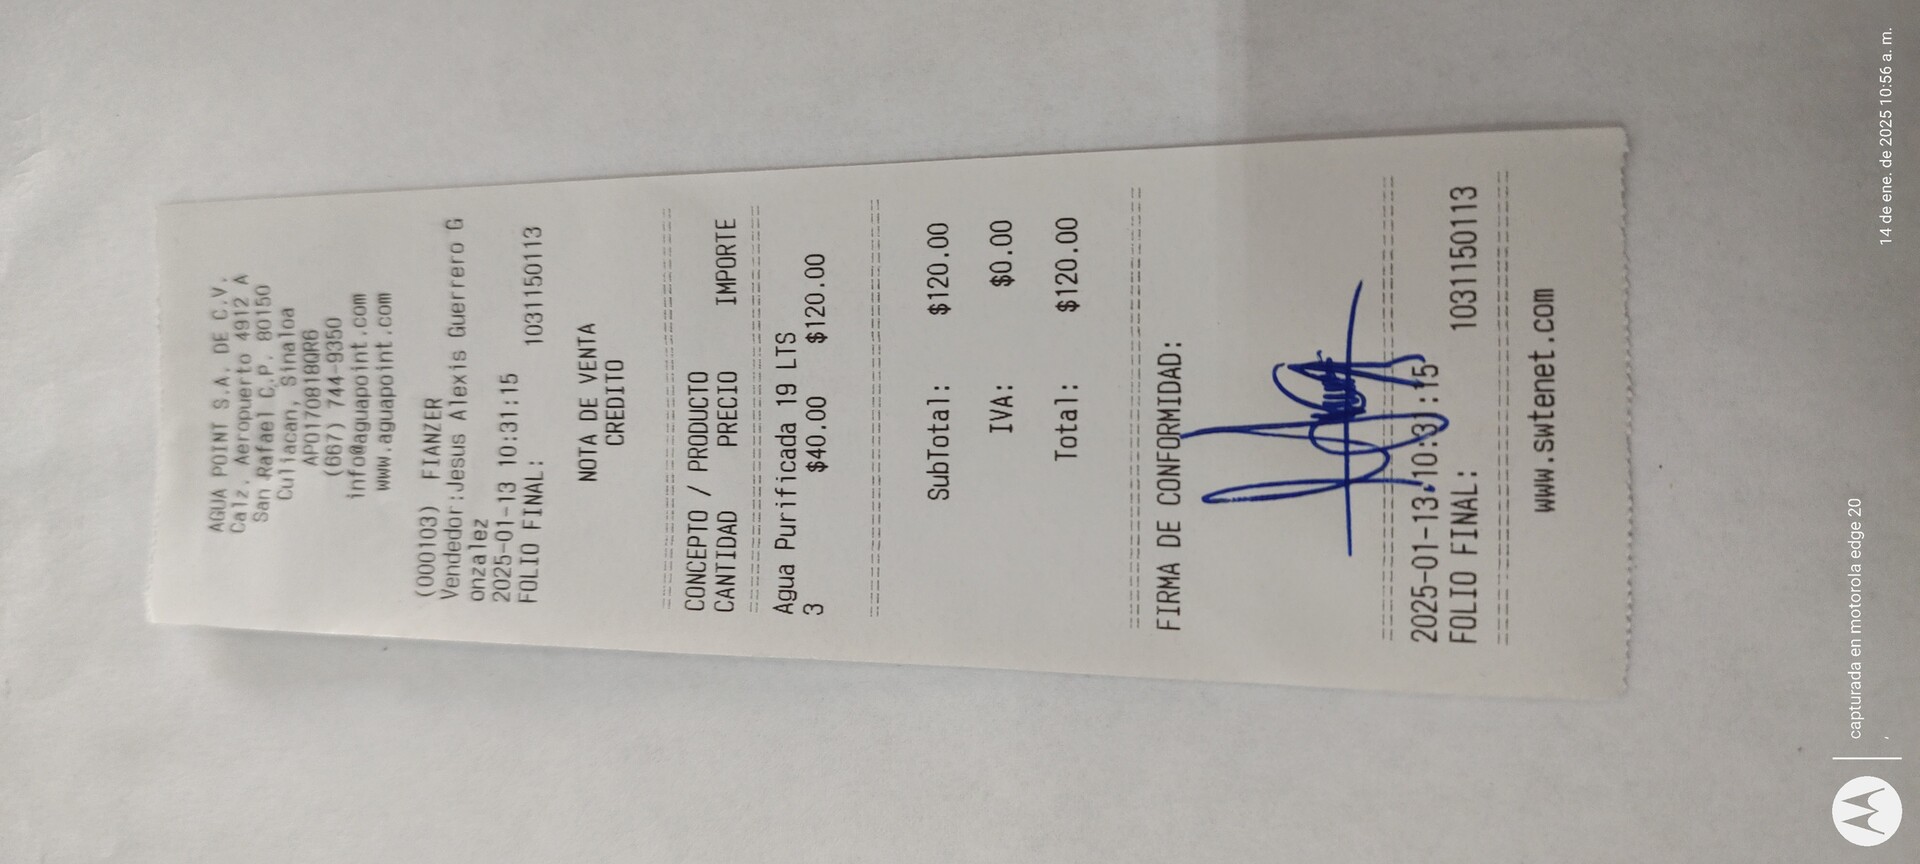 AGUA POINT S.A. DE C.V.
Calz. Aeropuerto 4912 A
San Rafael C.P. 80150
Culiacan, Sinaloa
APO170818QR6
(667) 744-9350
info@aguapoint.com
www.aguapoint.com
(000103) FIANZER
Vendedor:Jesus Alexis Guerrero G
onzalez
2025-01-13 10:31:15
FOLIO FINAL: 1031150113
NOTA DE VENTA
CREDITO
CONCEPTO / PRODUCTO
CANTIDAD PRECIO IMPORTE
Agua Purificada 19 LTS
3 $40.00 $120.00
SubTotal: $120.00
IVA: $0.00
Total: $120.00
FIRMA DE CONFORMIDAD:
2025-01-13 10:31:15
FOLIO FINAL: 1031150113
www.swtenet.com
capturada en motorola edge 20
,
14 de ene. de 2025 10:56 a. m.